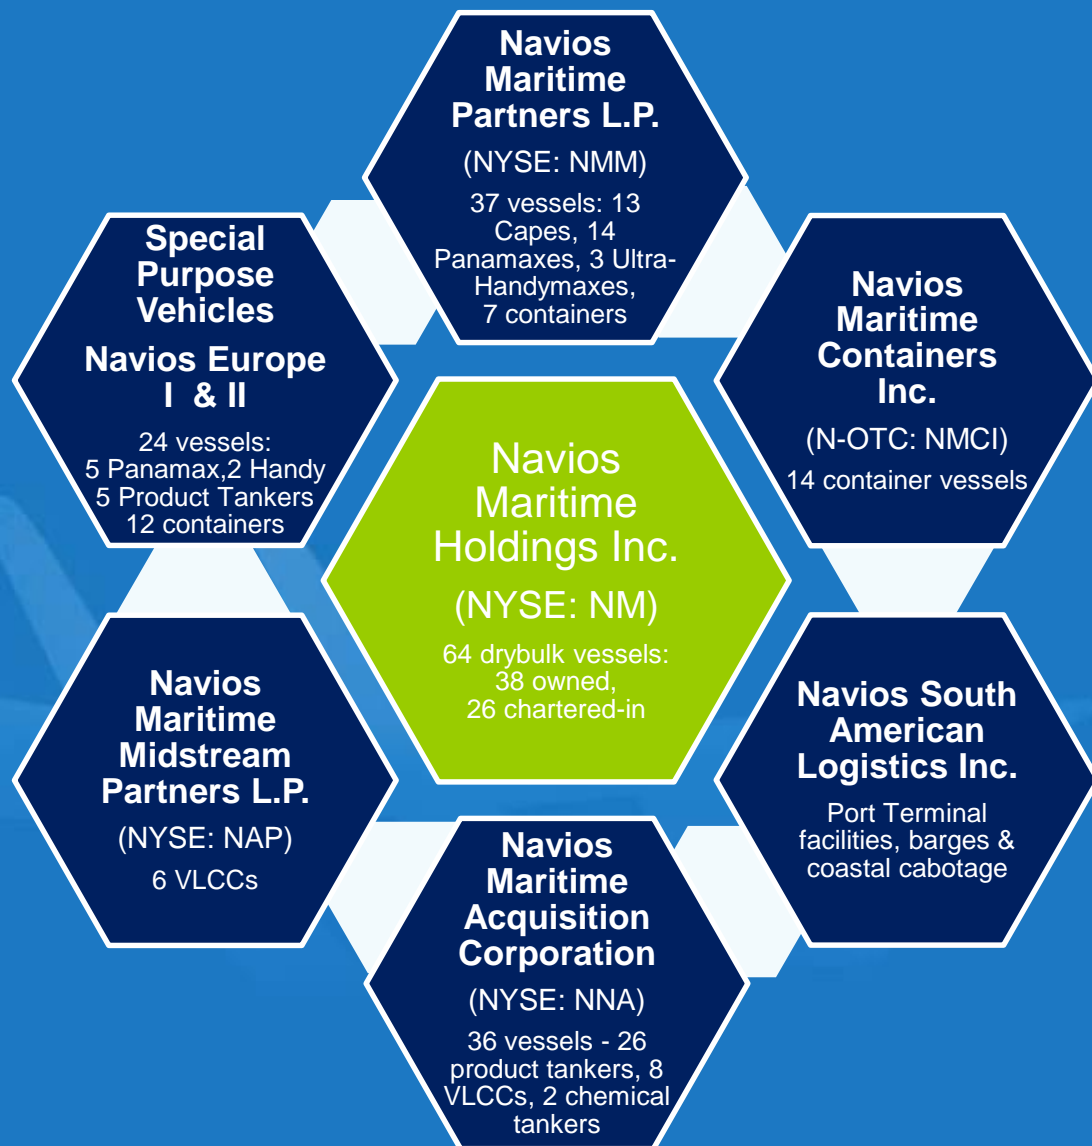 Navios
Maritime
Partners L.P.
(NYSE: NMM)
37 vessels: 13
Capes, 14
Panamaxes, 3 Ultra-
Handymaxes,
7 containers
Special
Purpose
Vehicles
Navios Europe
I & II
24 vessels:
5 Panamax,2 Handy
5 Product Tankers
12 containers
Navios
Maritime
Containers
Inc.
(N-OTC: NMCI)
14 container vessels
Navios
Maritime
Holdings Inc.
(NYSE: NM)
64 drybulk vessels:
38 owned,
26 chartered-in
Navios
Maritime
Midstream
Partners L.P.
(NYSE: NAP)
6 VLCCs
Navios South
American
Logistics Inc.
Port Terminal
facilities, barges &
coastal cabotage
Navios
Maritime
Acquisition
Corporation
(NYSE: NNA)
36 vessels - 26
product tankers, 8
VLCCs, 2 chemical
tankers